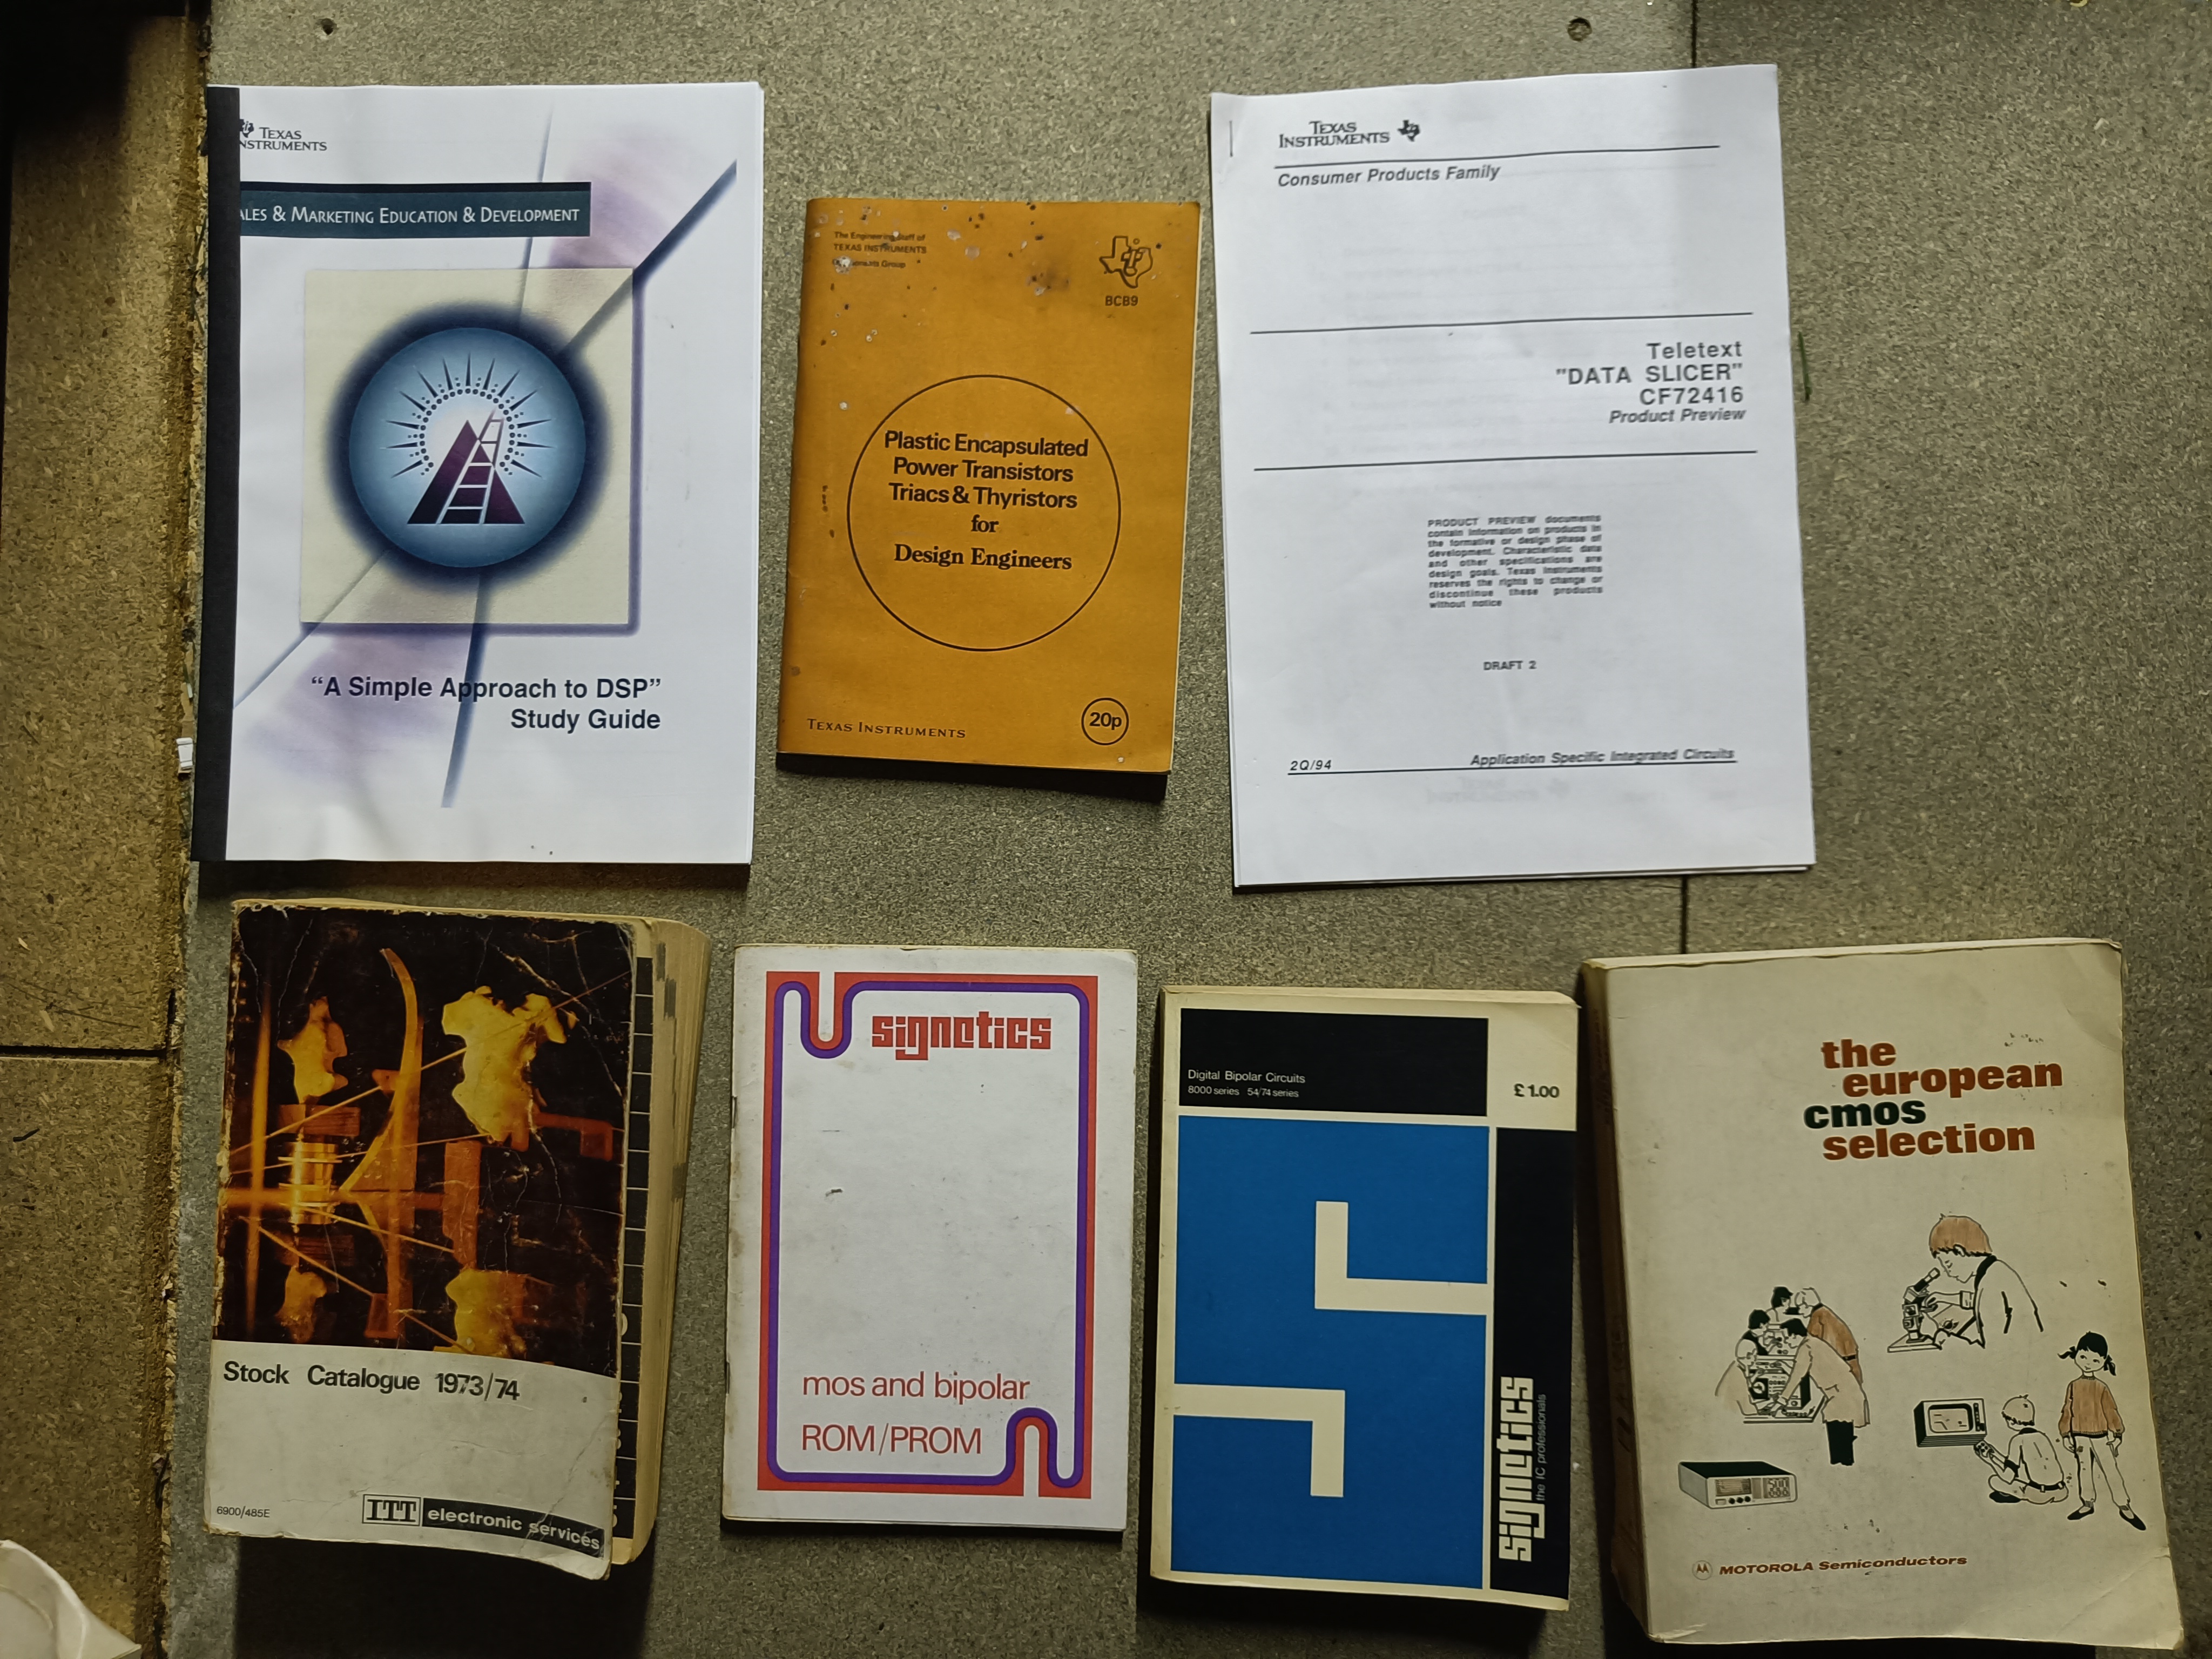 TEXAS
INSTRUMENTS
ALES & MARKETING EDUCATION & DEVELOPMENT
"A Simple Approach to DSP"
Study Guide
The Engineering Staff of
TEXAS INSTRUMENTS
Group
BCB9
Plastic Encapsulated
Power Transistors
Triacs & Thyristors
for
Design Engineers
TEXAS INSTRUMENTS
20p
TEXAS
INSTRUMENTS
Consumer Products Family
Teletext
"DATA SLICER"
CF72416
Product Preview
PRODUCT PREVIEW documents
contain information on products in
the formative or design phase of
development. Characteristic data
and other specifications are
design goals. Texas Instruments
reserves the rights to change or
discontinue these products
without notice
DRAFT 2
2Q/94
Application Specific Integrated Circuits
Stock Catalogue 1973/74
6900/485E
ITT electronic services
signetics
mos and bipolar
ROM/PROM
Digital Bipolar Circuits
8000 series 54/74 series
£1.00
signetics
the IC professionals
the
european
cmos
selection
MOTOROLA Semiconductors